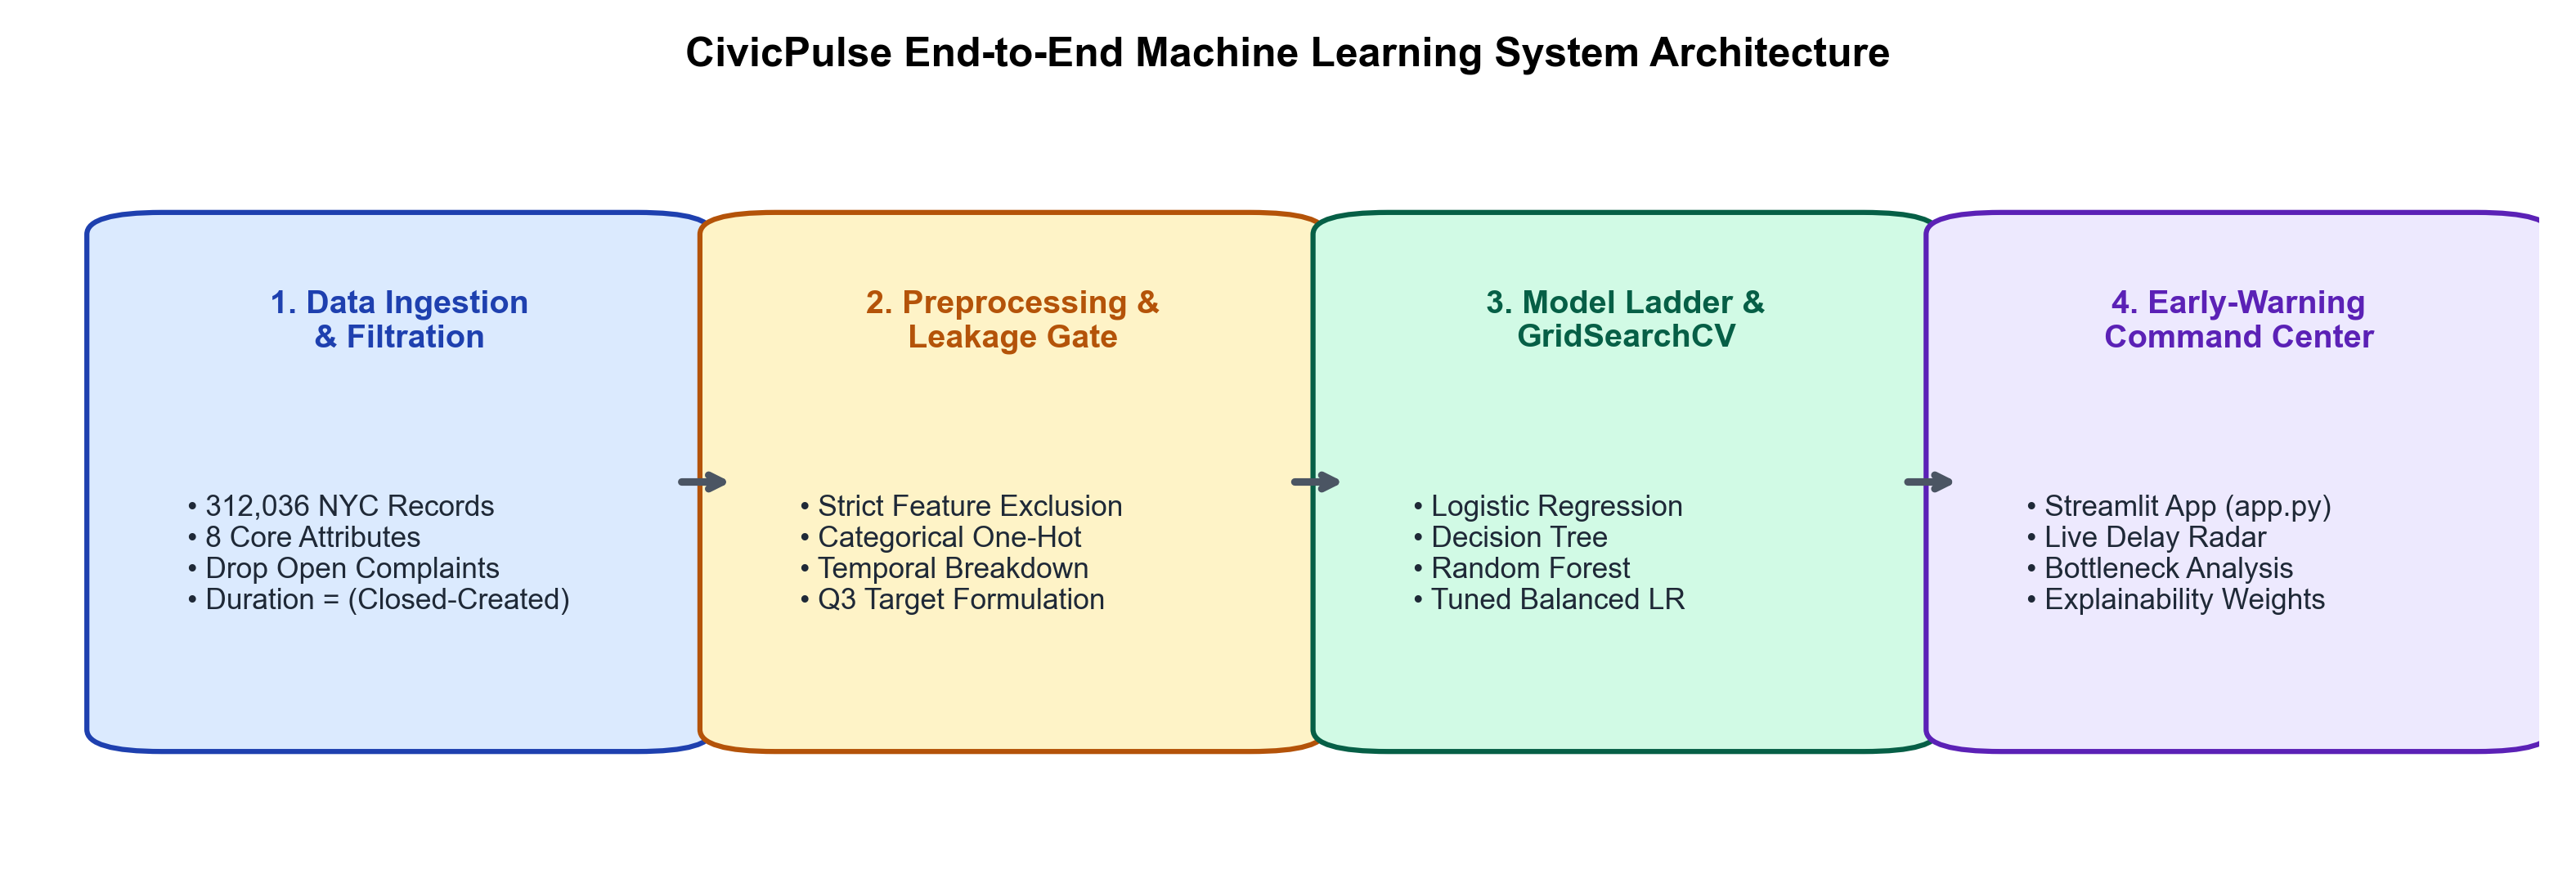 CivicPulse End-to-End Machine Learning System Architecture
1. Data Ingestion
& Filtration
• 312,036 NYC Records
• 8 Core Attributes
• Drop Open Complaints
• Duration = (Closed-Created)
2. Preprocessing &
Leakage Gate
• Strict Feature Exclusion
• Categorical One-Hot
• Temporal Breakdown
• Q3 Target Formulation
3. Model Ladder &
GridSearchCV
• Logistic Regression
• Decision Tree
• Random Forest
• Tuned Balanced LR
4. Early-Warning
Command Center
• Streamlit App (app.py)
• Live Delay Radar
• Bottleneck Analysis
• Explainability Weights